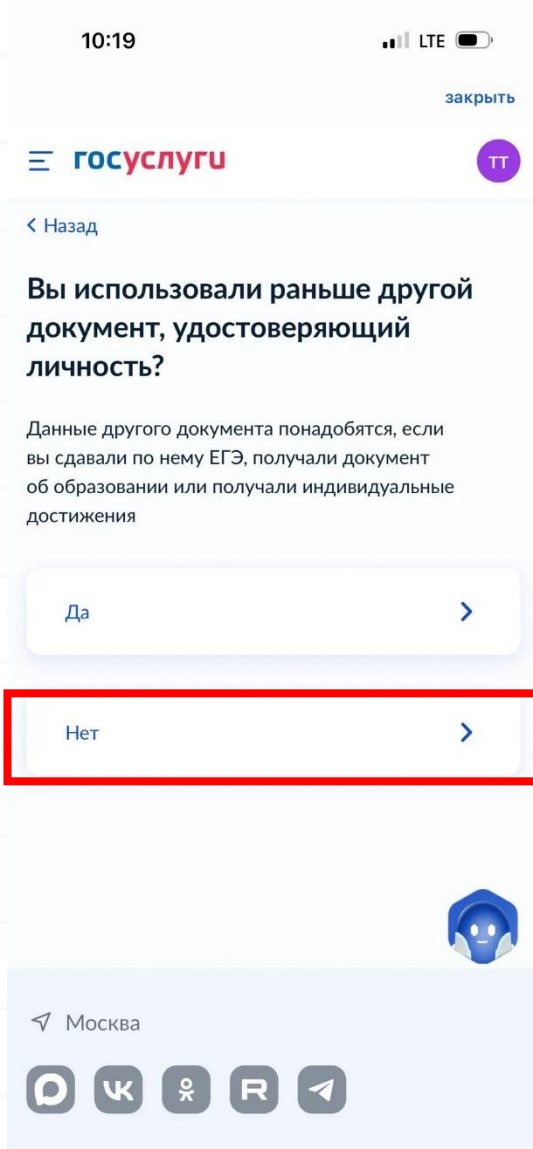 10:19 LTE
закрыть
госуслуги ТТ
Назад
Вы использовали раньше другой
документ, удостоверяющий
личность?
Данные другого документа понадобятся, если
вы сдавали по нему ЕГЭ, получали документ
об образовании или получали индивидуальные
достижения
Да
Нет
Москва